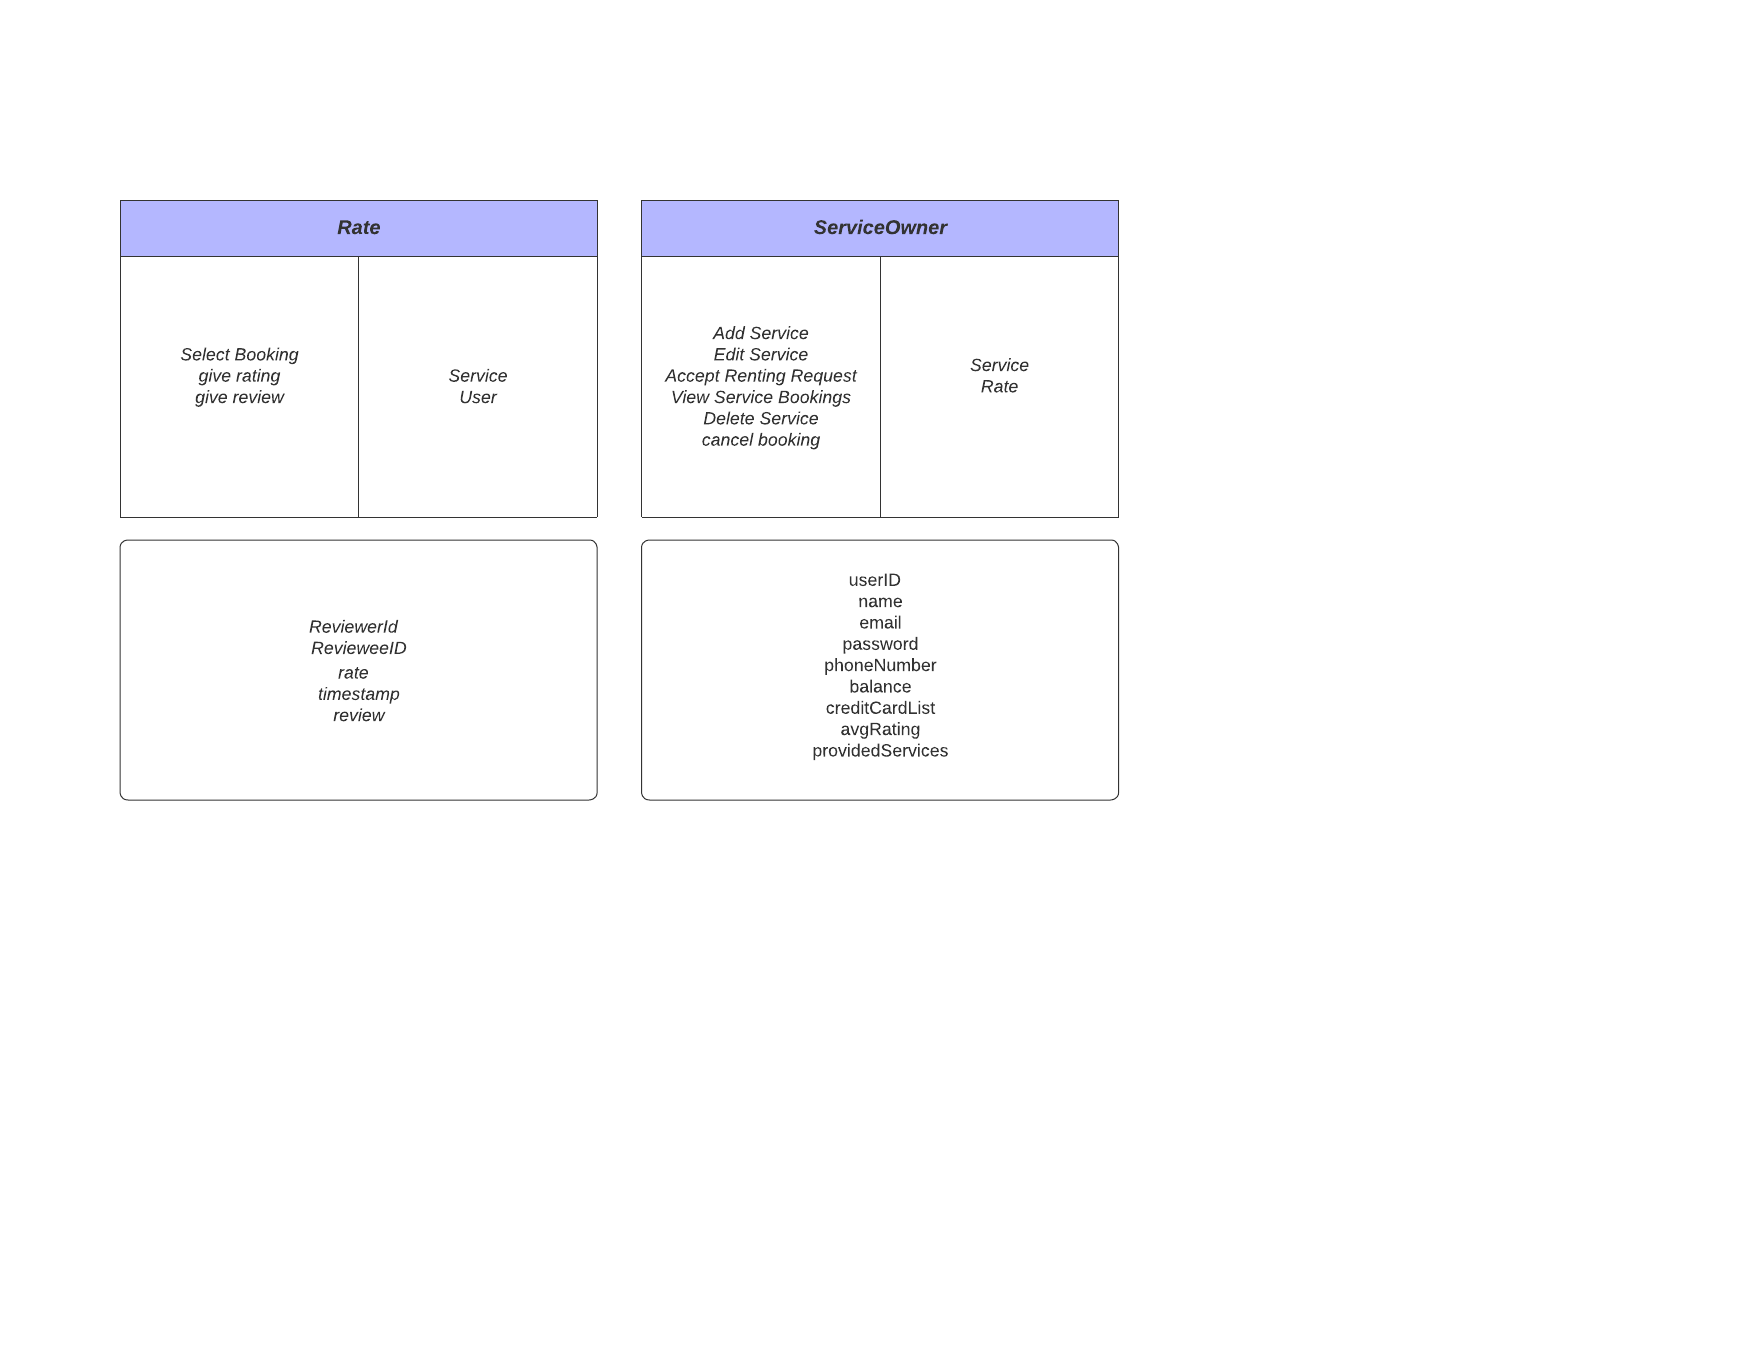 Rate
Select Booking
give rating
give review
Service
User
ReviewerId
RevieweeID
rate
timestamp
review
ServiceOwner
Add Service
Edit Service
Accept Renting Request
View Service Bookings
Delete Service
cancel booking
Service
Rate
userID
name
email
password
phoneNumber
balance
creditCardList
avgRating
providedServices